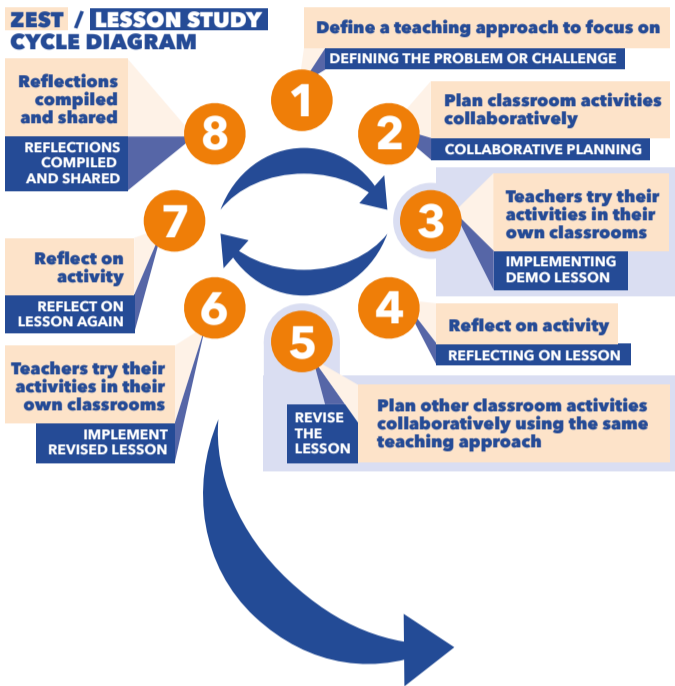 ZEST / LESSON STUDY
CYCLE DIAGRAM
1
Define a teaching approach to focus on
DEFINING THE PROBLEM OR CHALLENGE
2
Plan classroom activities
collaboratively
COLLABORATIVE PLANNING
3
Teachers try their
activities in their
own classrooms
IMPLEMENTING
DEMO LESSON
4
Reflect on activity
REFLECTING ON LESSON
5
Plan other classroom activities
collaboratively using the same
teaching approach
REVISE
THE
LESSON
6
Teachers try their
activities in their
own classrooms
IMPLEMENT
REVISED LESSON
7
Reflect on
activity
REFLECT ON
LESSON AGAIN
8
Reflections
compiled
and shared
REFLECTIONS
COMPILED
AND SHARED